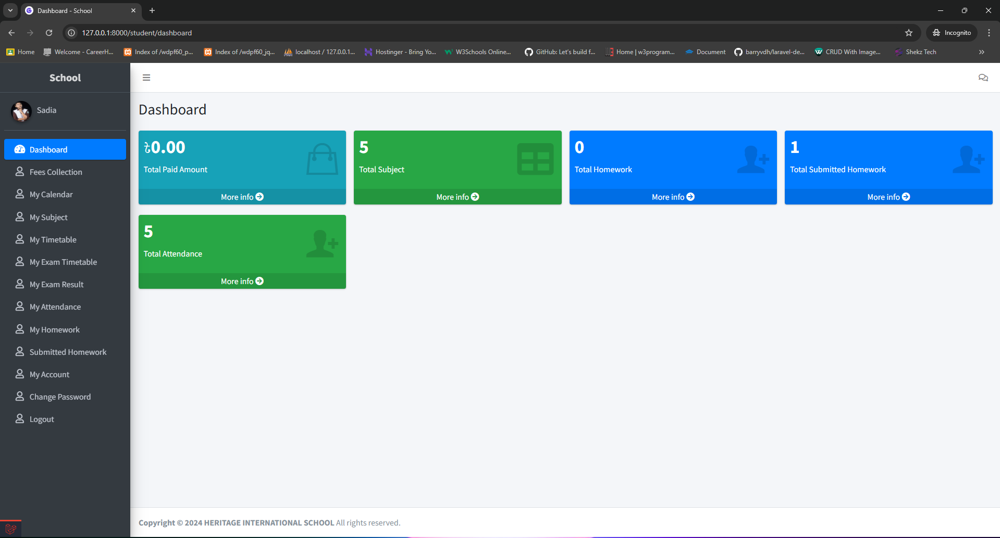 Dashboard - School
127.0.0.1:8000/student/dashboard
Incognito
Home
Welcome - CareerH...
Index of /wdpf60_p...
Index of /wdpf60_jq...
localhost / 127.0.0.1...
Hostinger - Bring Yo...
W3Schools Online...
GitHub: Let's build f...
Home | w3program...
Document
barryvdh/laravel-de...
CRUD With Image...
Shekz Tech
School
Sadia
Dashboard
Fees Collection
My Calendar
My Subject
My Timetable
My Exam Timetable
My Exam Result
My Attendance
My Homework
Submitted Homework
My Account
Change Password
Logout
Dashboard
৳0.00
Total Paid Amount
More info
5
Total Subject
More info
0
Total Homework
More info
1
Total Submitted Homework
More info
5
Total Attendance
More info
Copyright © 2024 HERITAGE INTERNATIONAL SCHOOL All rights reserved.